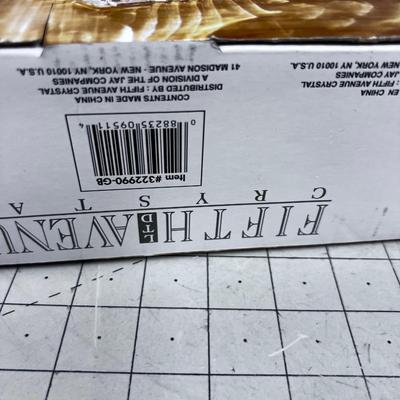 FIFTH LTD AVENU
C R Y S T A
Item #322990-GB
0 88235 09511 4
EN CHINA
: FIFTH AVENUE CRYSTAL
JAY COMPANIES
NEW YORK, NY 10010 U.S.A.
CONTENTS MADE IN CHINA
DISTRIBUTED BY : FIFTH AVENUE CRYSTAL
A DIVISION OF THE JAY COMPANIES
41 MADISON AVENUE - NEW YORK, NY 10010 U.S.A.